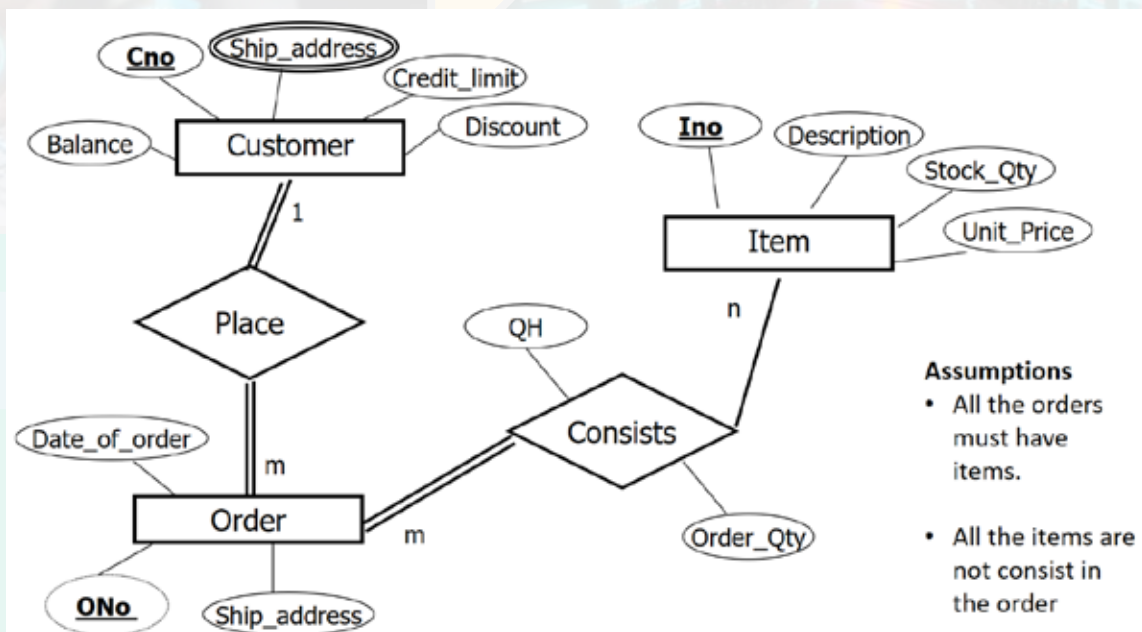 Cno
Ship_address
Credit_limit
Balance
Customer
Discount
1
Place
m
Date_of_order
Order
ONo
Ship_address
m
QH
Consists
Order_Qty
n
Ino
Description
Stock_Qty
Item
Unit_Price
Assumptions
• All the orders
must have
items.
• All the items are
not consist in
the order